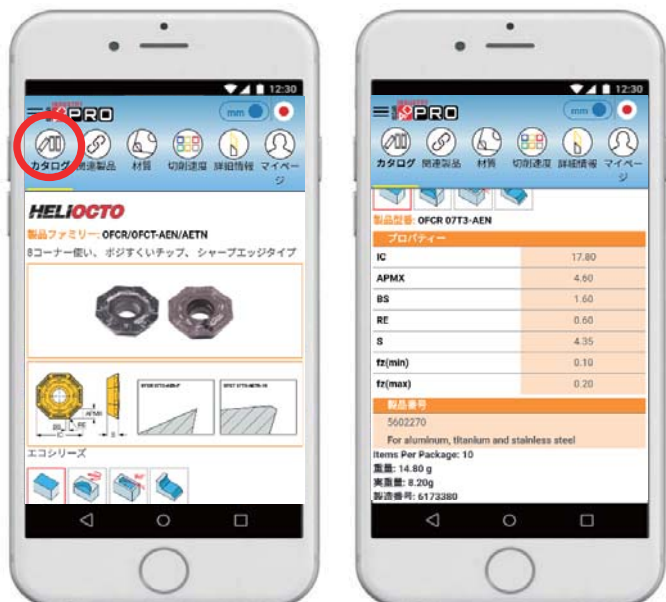 12:30
PRO
mm
カタログ 関連製品 材質 切削速度 詳細情報 マイページ
HELIOCTO
製品ファミリー: OFCR/OFCT-AEN/AETN
8コーナー使い、ポジすくいチップ、シャープエッジタイプ
APMX
BS
RE
IC
S
エコシリーズ
12:30
PRO
mm
カタログ 関連製品 材質 切削速度 詳細情報 マイページ
製品型番: OFCR 07T3-AEN
プロパティー
IC 17.80
APMX 4.60
BS 1.60
RE 0.60
S 4.35
fz(min) 0.10
fz(max) 0.20
製品番号
5602270
For aluminum, titanium and stainless steel
Items Per Package: 10
重量: 14.80 g
実重量: 8.20g
製造番号: 6173380